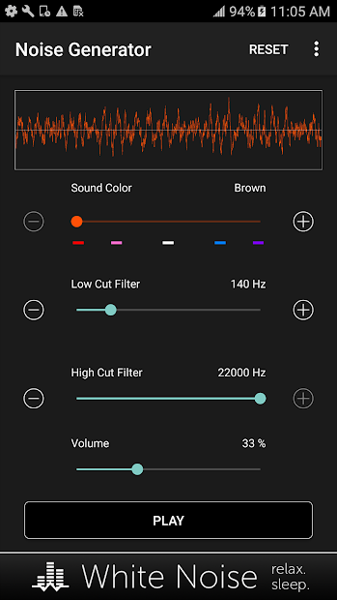 94% 11:05 AM
Noise Generator RESET
Sound Color Brown
Low Cut Filter 140 Hz
High Cut Filter 22000 Hz
Volume 33 %
PLAY
White Noise relax.
sleep.